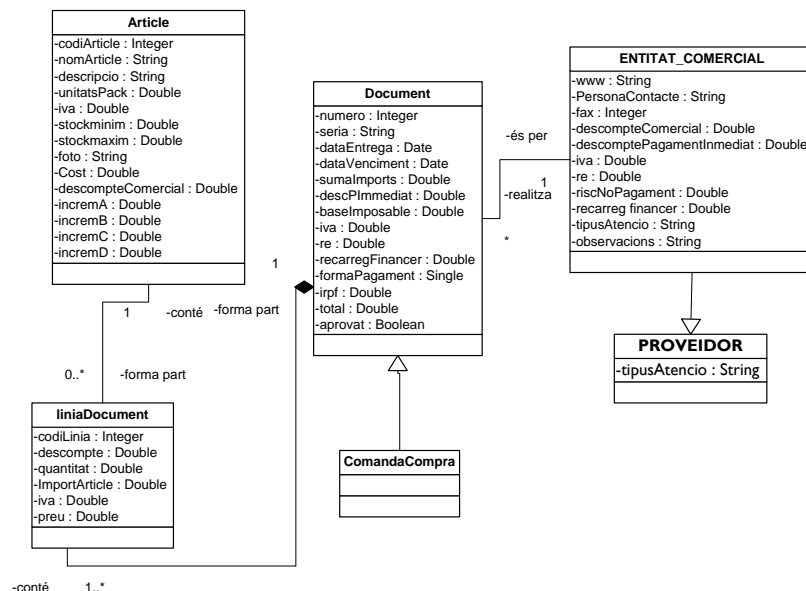 Article
-codiArticle : Integer
-nomArticle : String
-descripcio : String
-unitatsPack : Double
-iva : Double
-stockminim : Double
-stockmaxim : Double
-foto : String
-Cost : Double
-descompteComercial : Double
-incremA : Double
-incremB : Double
-incremC : Double
-incremD : Double
Document
-numero : Integer
-seria : String
-dataEntrega : Date
-dataVenciment : Date
-sumaImports : Double
-descPImmediat : Double
-baseImposable : Double
-iva : Double
-re : Double
-recarregFinancer : Double
-formaPagament : Single
-irpf : Double
-total : Double
-aprovat : Boolean
-és per
1
-realitza
*
ENTITAT_COMERCIAL
-www : String
-PersonaContacte : String
-fax : Integer
-descompteComercial : Double
-descomptePagamentInmediat : Double
-iva : Double
-re : Double
-riscNoPagament : Double
-recarreg financer : Double
-tipusAtencio : String
-observacions : String
1
1
-conté
-forma part
0..*
-forma part
PROVEIDOR
-tipusAtencio : String
liniaDocument
-codiLinia : Integer
-descompte : Double
-quantitat : Double
-ImportArticle : Double
-iva : Double
-preu : Double
ComandaCompra
-conté
1..*